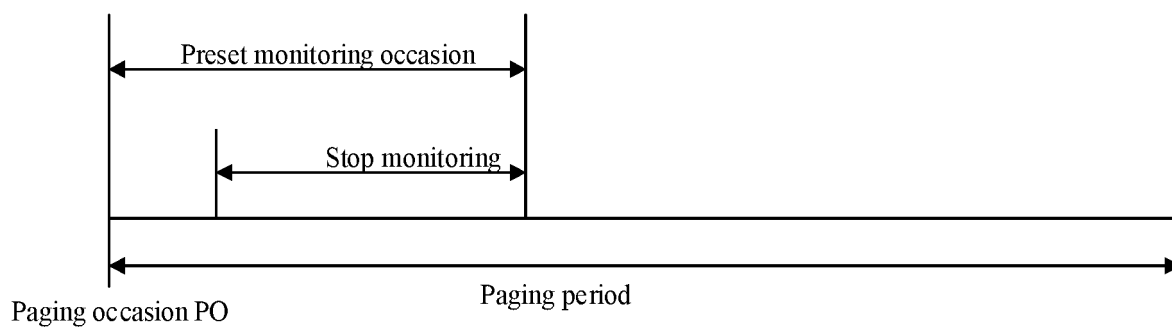 Preset monitoring occasion
Stop monitoring
Paging period
Paging occasion PO